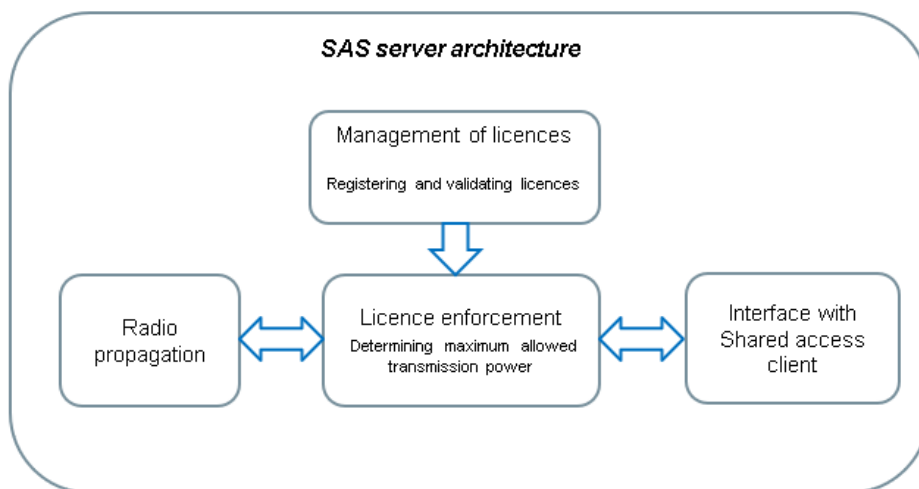 SAS server architecture
Management of licences
Registering and validating licences
Radio
propagation
Licence enforcement
Determining maximum allowed
transmission power
Interface with
Shared access
client